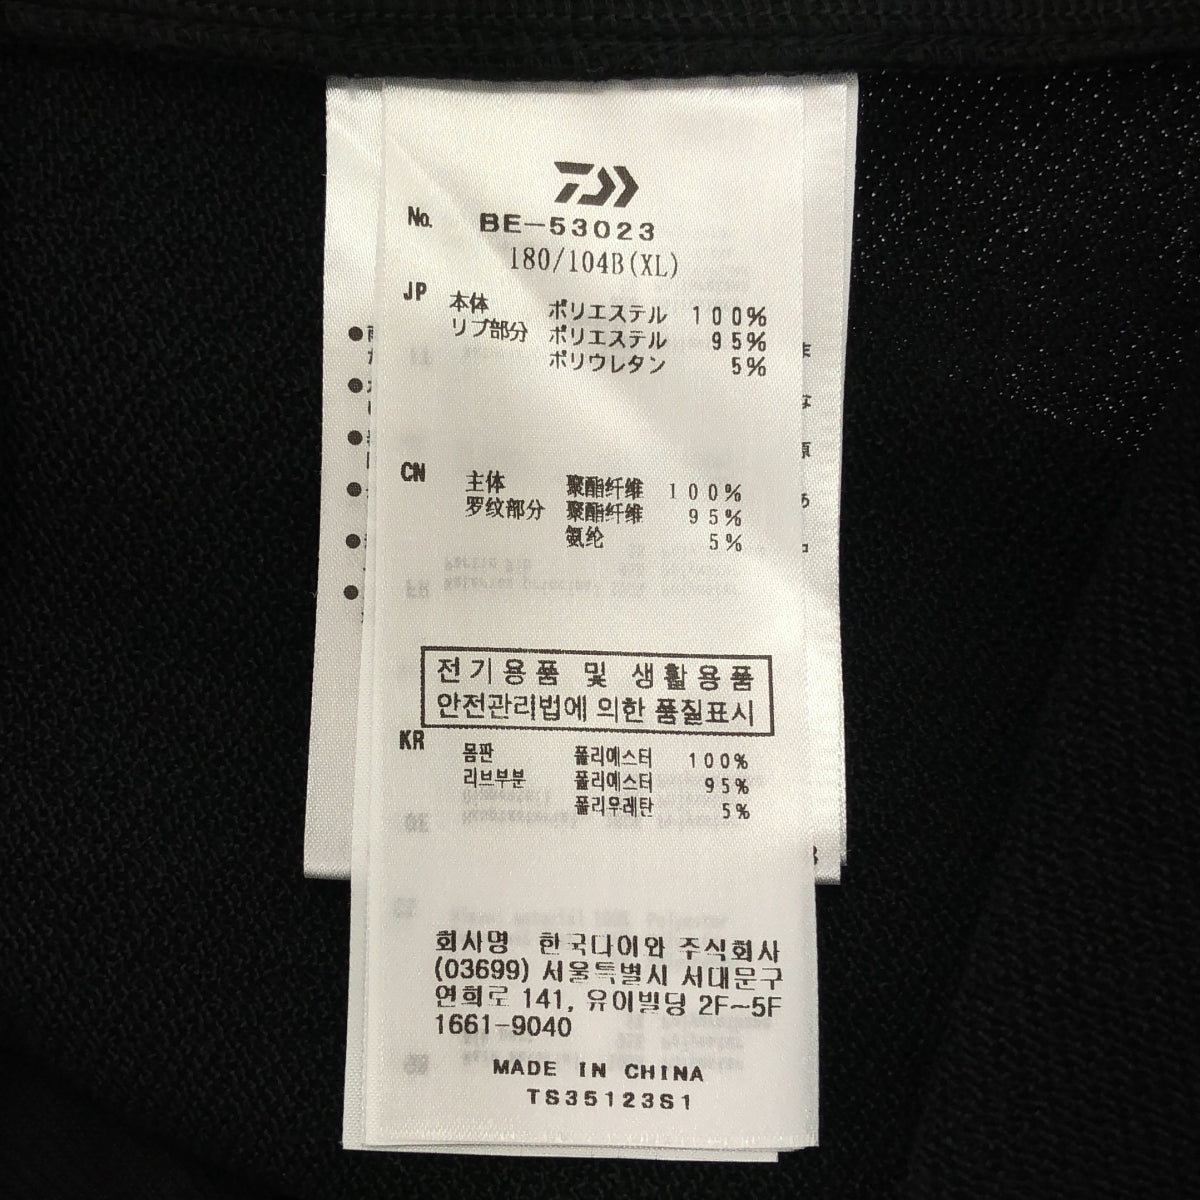 No. BE-53023
180/104B(XL)
JP 本体 ポリエステル 100%
リブ部分 ポリエステル 95%
ポリウレタン 5%
CN 主体 聚酯纤维 100%
罗纹部分 聚酯纤维 95%
氨纶 5%
전기용품 및 생활용품
안전관리법에 의한 품질표시
KR 몸판 폴리에스터 100%
리브부분 폴리에스터 95%
폴리우레탄 5%
회사명 한국다이와 주식회사
(03699) 서울특별시 서대문구
연희로 141, 유이빌딩 2F~5F
1661-9040
MADE IN CHINA
TS35123S1